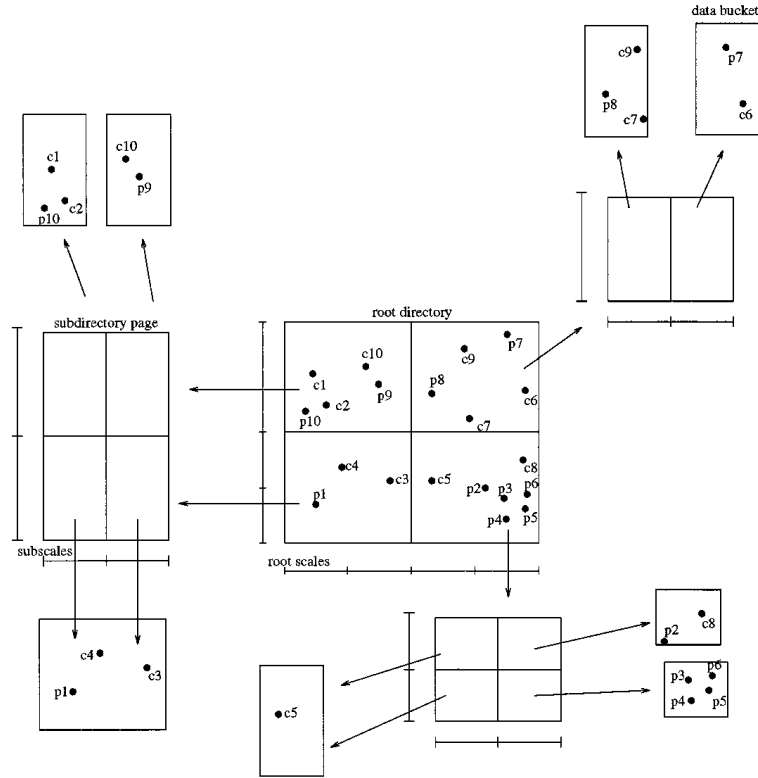 data bucket
c9
p7
p8
c6
c7
c1
c10
p9
p10
c2
subdirectory page
root directory
p7
c9
c10
c1
p9
p8
c6
c2
p10
c7
c4
c3
c5
c8
p1
p2
p3
p6
p4
p5
subscales
root scales
c8
p2
c4
c3
p1
p3
p6
p4
p5
c5